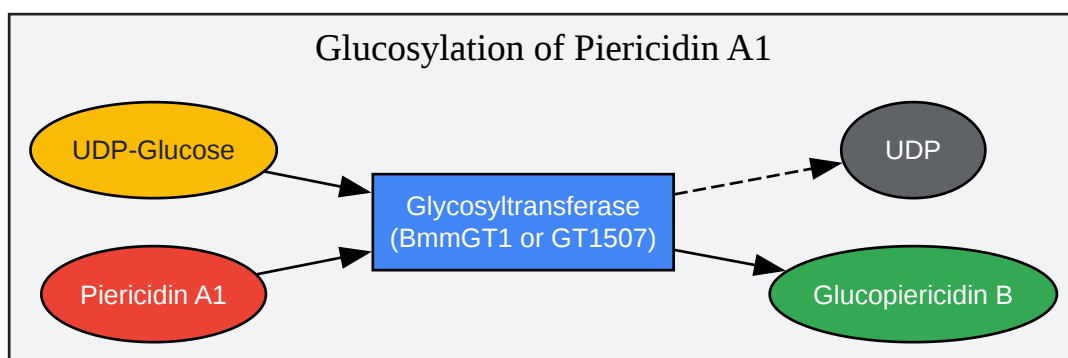 Glucosylation of Piericidin A1
UDP-Glucose
UDP
Glycosyltransferase
(BmmGT1 or GT1507)
Piericidin A1
Glucopiericidin B